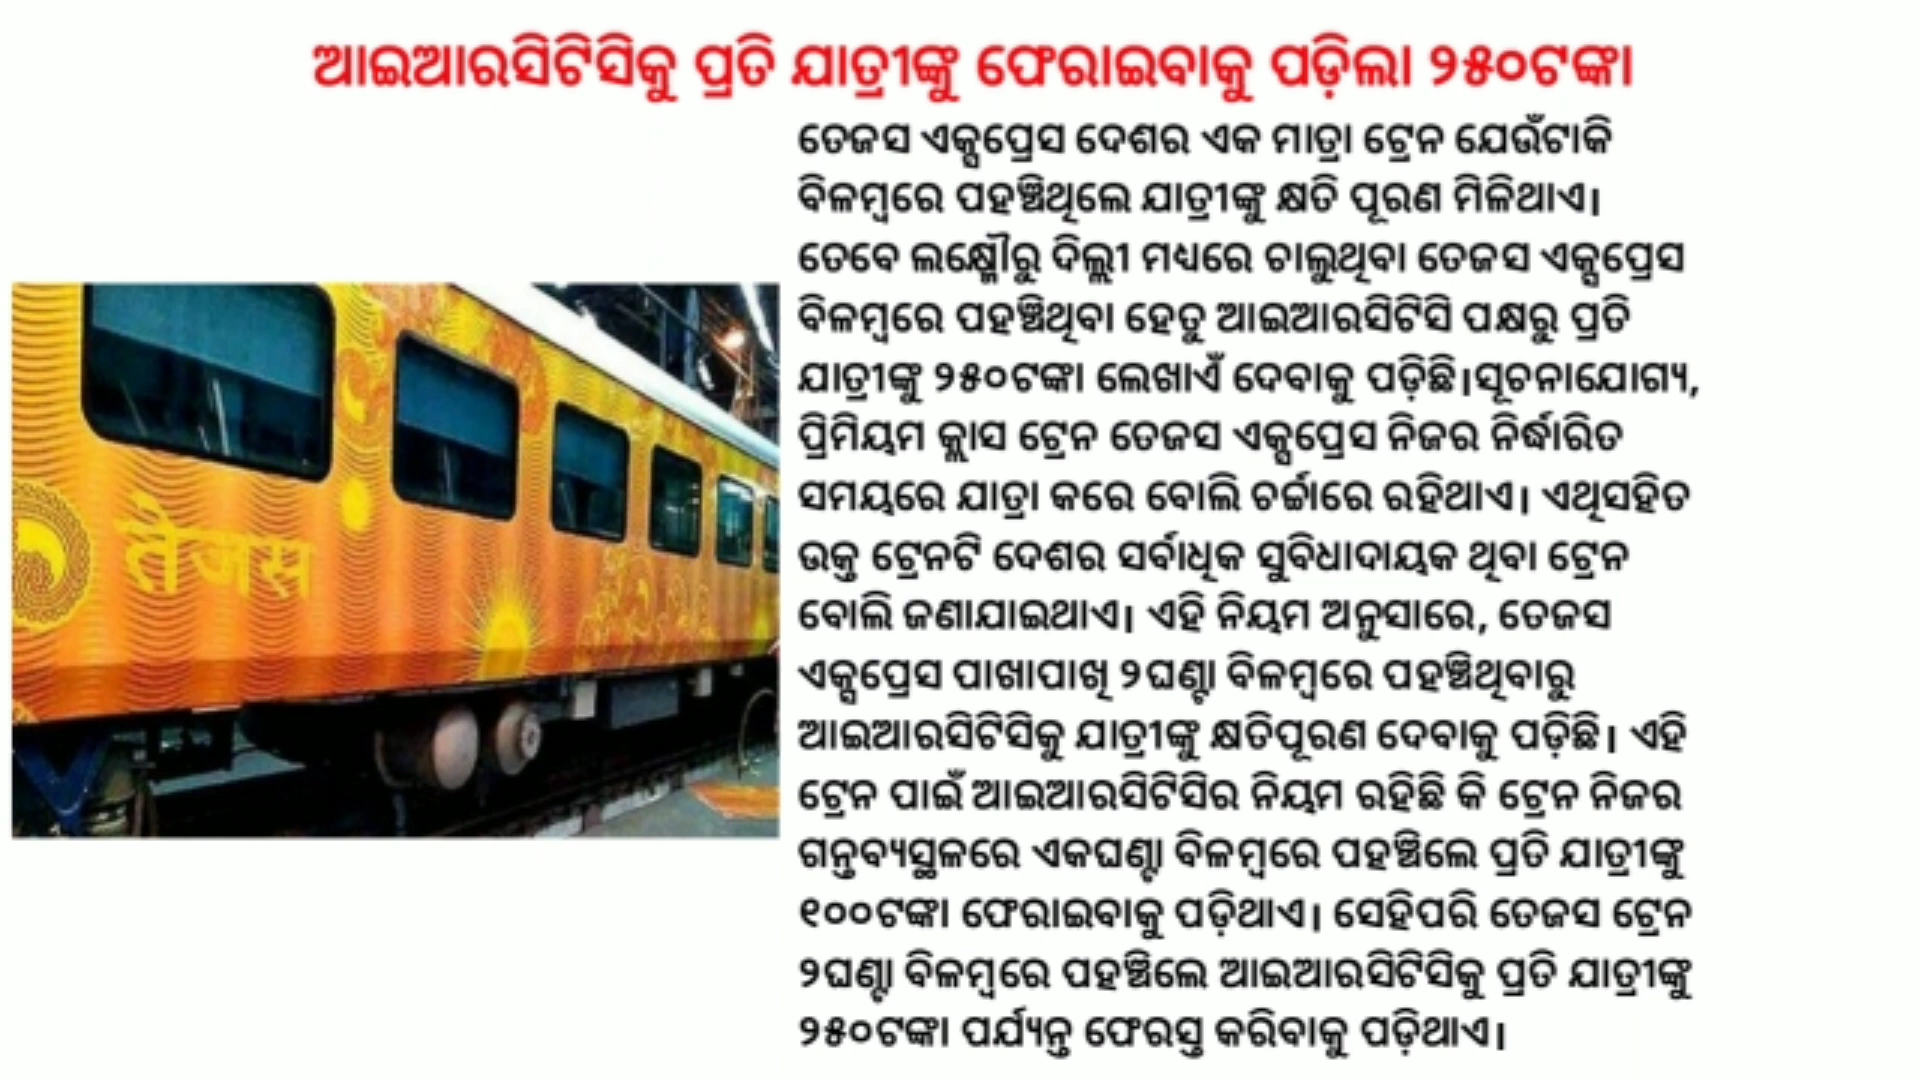 ଆଇଆରସିଟିସିକୁ ପ୍ରତି ଯାତ୍ରୀଙ୍କୁ ଫେରାଇବାକୁ ପଡ଼ିଲା ୨୫୦ଟଙ୍କା
ତେଜସ ଏକ୍ସପ୍ରେସ ଦେଶର ଏକ ମାତ୍ରା ଟ୍ରେନ ଯେଉଁଟାକି
ବିଳମ୍ବରେ ପହଞ୍ଚିଥିଲେ ଯାତ୍ରୀଙ୍କୁ କ୍ଷତି ପୂରଣ ମିଳିଥାଏ।
ତେବେ ଲକ୍ଷ୍ନୌରୁ ଦିଲ୍ଲୀ ମଧ୍ୟରେ ଚାଲୁଥିବା ତେଜସ ଏକ୍ସପ୍ରେସ
ବିଳମ୍ବରେ ପହଞ୍ଚିଥିବା ହେତୁ ଆଇଆରସିଟିସି ପକ୍ଷରୁ ପ୍ରତି
ଯାତ୍ରୀଙ୍କୁ ୨୫୦ଟଙ୍କା ଲେଖାଏଁ ଦେବାକୁ ପଡ଼ିଛି।ସୂଚନାଯୋଗ୍ୟ,
ପ୍ରିମିୟମ କ୍ଲାସ ଟ୍ରେନ ତେଜସ ଏକ୍ସପ୍ରେସ ନିଜର ନିର୍ଦ୍ଧାରିତ
ସମୟରେ ଯାତ୍ରା କରେ ବୋଲି ଚର୍ଚ୍ଚାରେ ରହିଥାଏ। ଏଥିସହିତ
ଉକ୍ତ ଟ୍ରେନଟି ଦେଶର ସର୍ବାଧିକ ସୁବିଧାଦାୟକ ଥିବା ଟ୍ରେନ
ବୋଲି ଜଣାଯାଇଥାଏ। ଏହି ନିୟମ ଅନୁସାରେ, ତେଜସ
ଏକ୍ସପ୍ରେସ ପାଖାପାଖି ୨ଘଣ୍ଟା ବିଳମ୍ବରେ ପହଞ୍ଚିଥିବାରୁ
ଆଇଆରସିଟିସିକୁ ଯାତ୍ରୀଙ୍କୁ କ୍ଷତିପୂରଣ ଦେବାକୁ ପଡ଼ିଛି। ଏହି
ଟ୍ରେନ ପାଇଁ ଆଇଆରସିଟିସିର ନିୟମ ରହିଛି କି ଟ୍ରେନ ନିଜର
ଗନ୍ତବ୍ୟସ୍ଥଳରେ ଏକଘଣ୍ଟା ବିଳମ୍ବରେ ପହଞ୍ଚିଲେ ପ୍ରତି ଯାତ୍ରୀଙ୍କୁ
୧୦୦ଟଙ୍କା ଫେରାଇବାକୁ ପଡ଼ିଥାଏ। ସେହିପରି ତେଜସ ଟ୍ରେନ
୨ଘଣ୍ଟା ବିଳମ୍ବରେ ପହଞ୍ଚିଲେ ଆଇଆରସିଟିସିକୁ ପ୍ରତି ଯାତ୍ରୀଙ୍କୁ
୨୫୦ଟଙ୍କା ପର୍ଯ୍ୟନ୍ତ ଫେରସ୍ତ କରିବାକୁ ପଡ଼ିଥାଏ।
तेजस